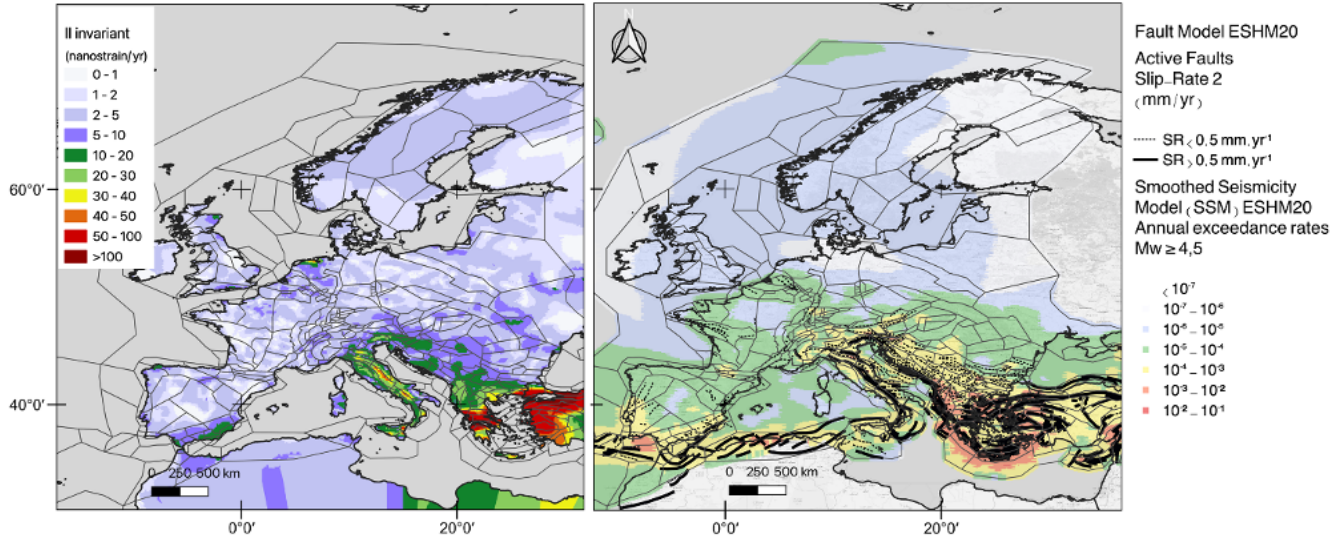 II invariant
(nanostrain/yr)
0 - 1
1 - 2
2 - 5
5 - 10
10 - 20
20 - 30
30 - 40
40 - 50
50 - 100
>100
60°0'
40°0'
0 250 500 km
0°0'
20°0'
N
0 250 500 km
0°0'
20°0'
Fault Model ESHM20
Active Faults
Slip_Rate 2
(mm/yr)
SR < 0.5 mm.yr⁻¹
SR > 0.5 mm.yr⁻¹
Smoothed Seismicity
Model (SSM) ESHM20
Annual exceedance rates
Mw ≥ 4,5
< 10⁻⁷
10⁻⁷ – 10⁻⁶
10⁻⁶ – 10⁻⁵
10⁻⁵ – 10⁻⁴
10⁻⁴ – 10⁻³
10⁻³ – 10⁻²
10⁻² – 10⁻¹